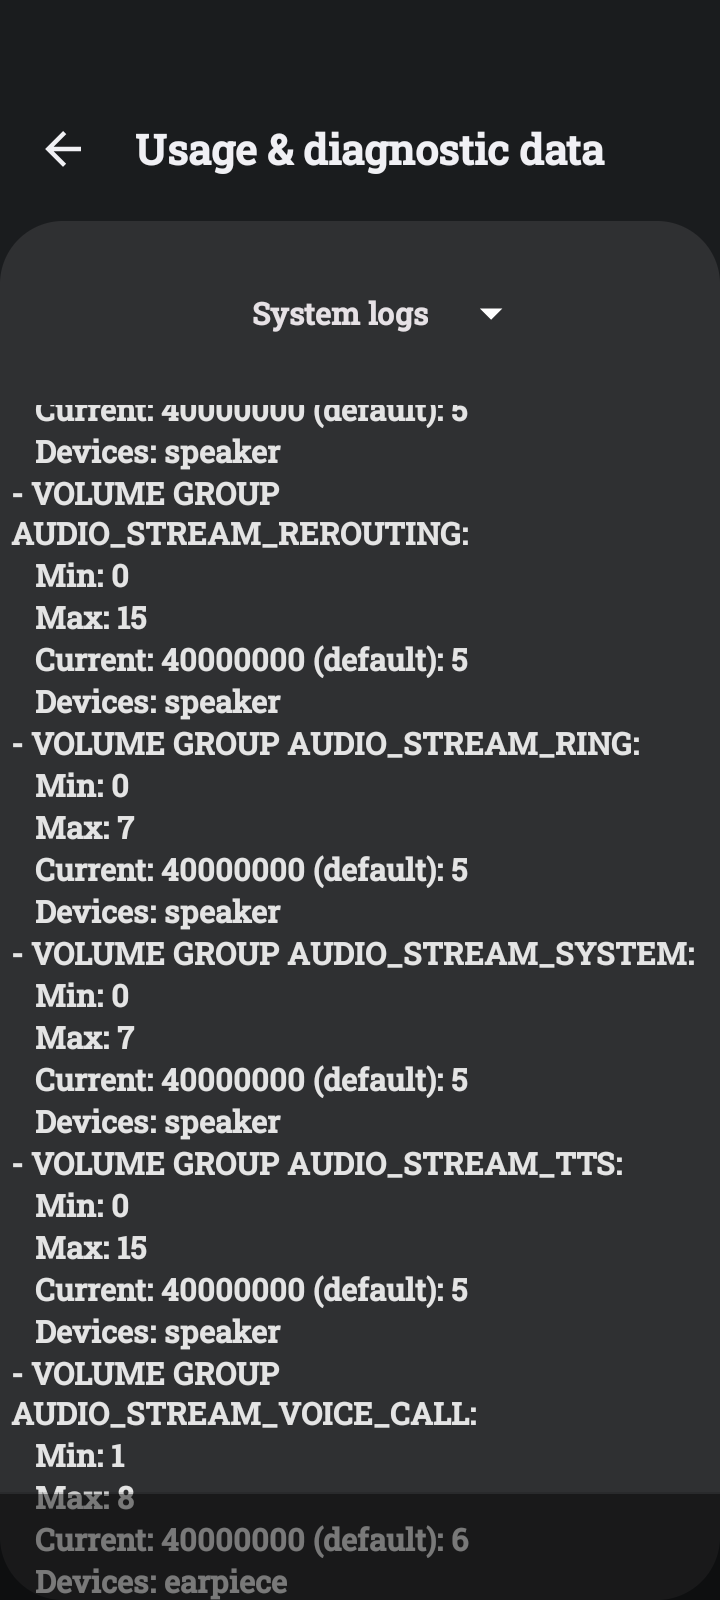 Usage & diagnostic data
System logs
Current: 40000000 (default): 5
Devices: speaker
- VOLUME GROUP
AUDIO_STREAM_REROUTING:
Min: 0
Max: 15
Current: 40000000 (default): 5
Devices: speaker
- VOLUME GROUP AUDIO_STREAM_RING:
Min: 0
Max: 7
Current: 40000000 (default): 5
Devices: speaker
- VOLUME GROUP AUDIO_STREAM_SYSTEM:
Min: 0
Max: 7
Current: 40000000 (default): 5
Devices: speaker
- VOLUME GROUP AUDIO_STREAM_TTS:
Min: 0
Max: 15
Current: 40000000 (default): 5
Devices: speaker
- VOLUME GROUP
AUDIO_STREAM_VOICE_CALL:
Min: 1
Max: 8
Current: 40000000 (default): 6
Devices: earpiece